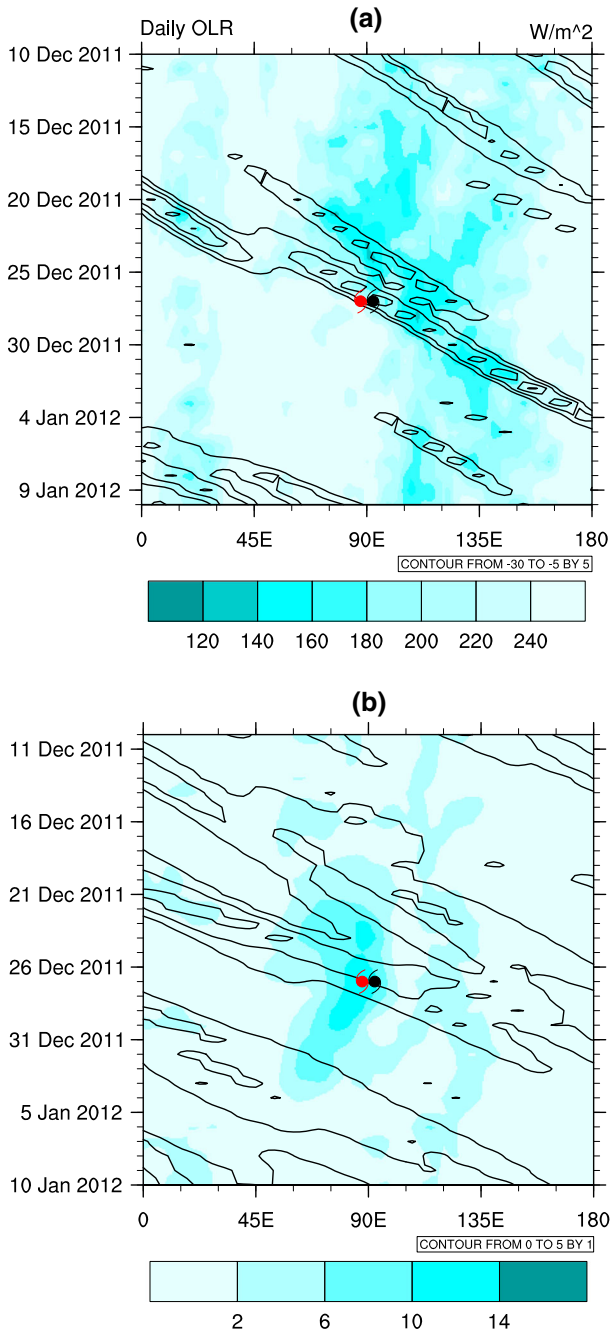 (a)
Daily OLR W/m^2
10 Dec 2011
15 Dec 2011
20 Dec 2011
25 Dec 2011
30 Dec 2011
4 Jan 2012
9 Jan 2012
0 45E 90E 135E 180
CONTOUR FROM -30 TO -5 BY 5
120 140 160 180 200 220 240
(b)
11 Dec 2011
16 Dec 2011
21 Dec 2011
26 Dec 2011
31 Dec 2011
5 Jan 2012
10 Jan 2012
0 45E 90E 135E 180
CONTOUR FROM 0 TO 5 BY 1
2 6 10 14